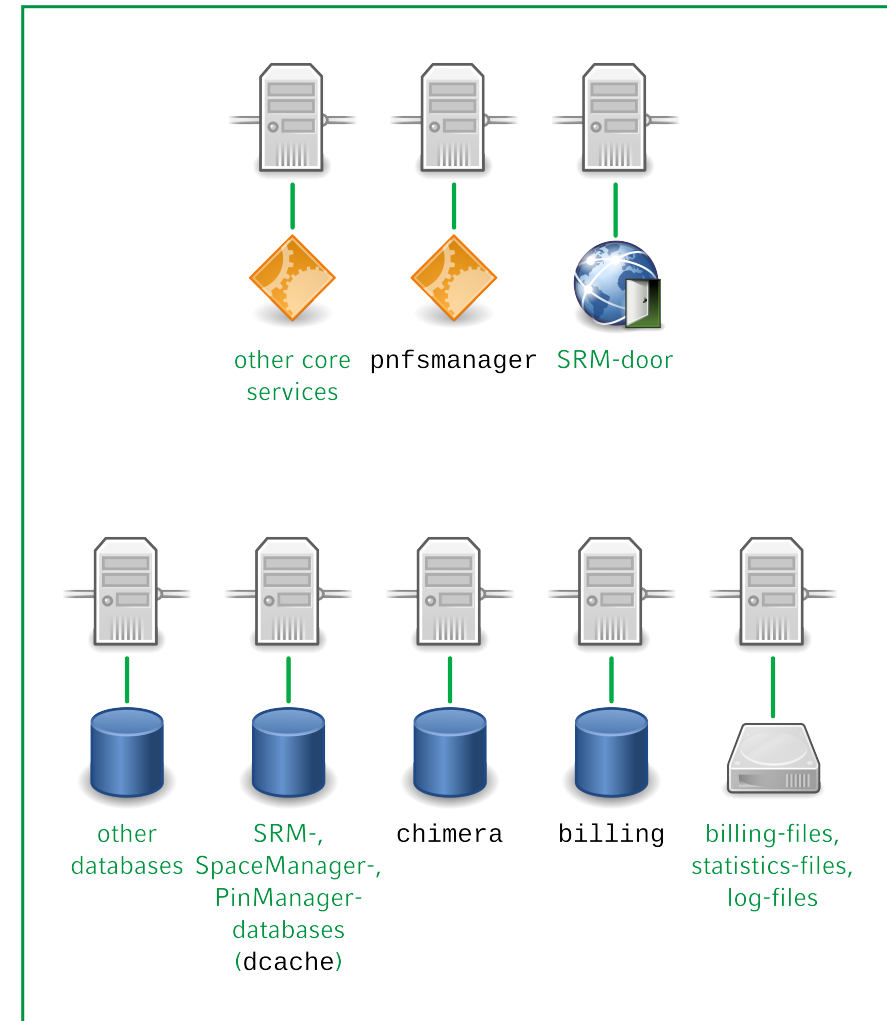 other core
services
pnfsmanager
SRM-door
other
databases
SRM-,
SpaceManager-,
PinManager-
databases
(dcache)
chimera
billing
billing-files,
statistics-files,
log-files